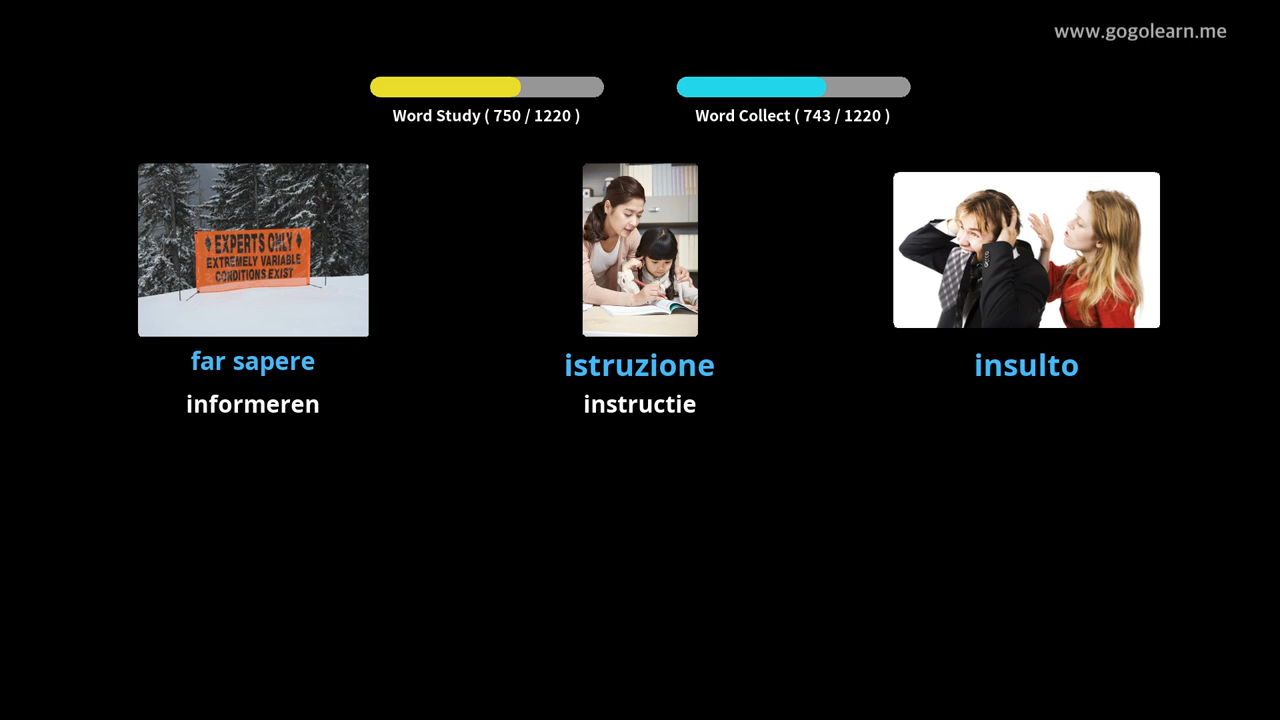 www.gogolearn.me
Word Study ( 750 / 1220 )
Word Collect ( 743 / 1220 )
EXPERTS ONLY
EXTREMELY VARIABLE
CONDITIONS EXIST
far sapere
istruzione
insulto
informeren
instructie